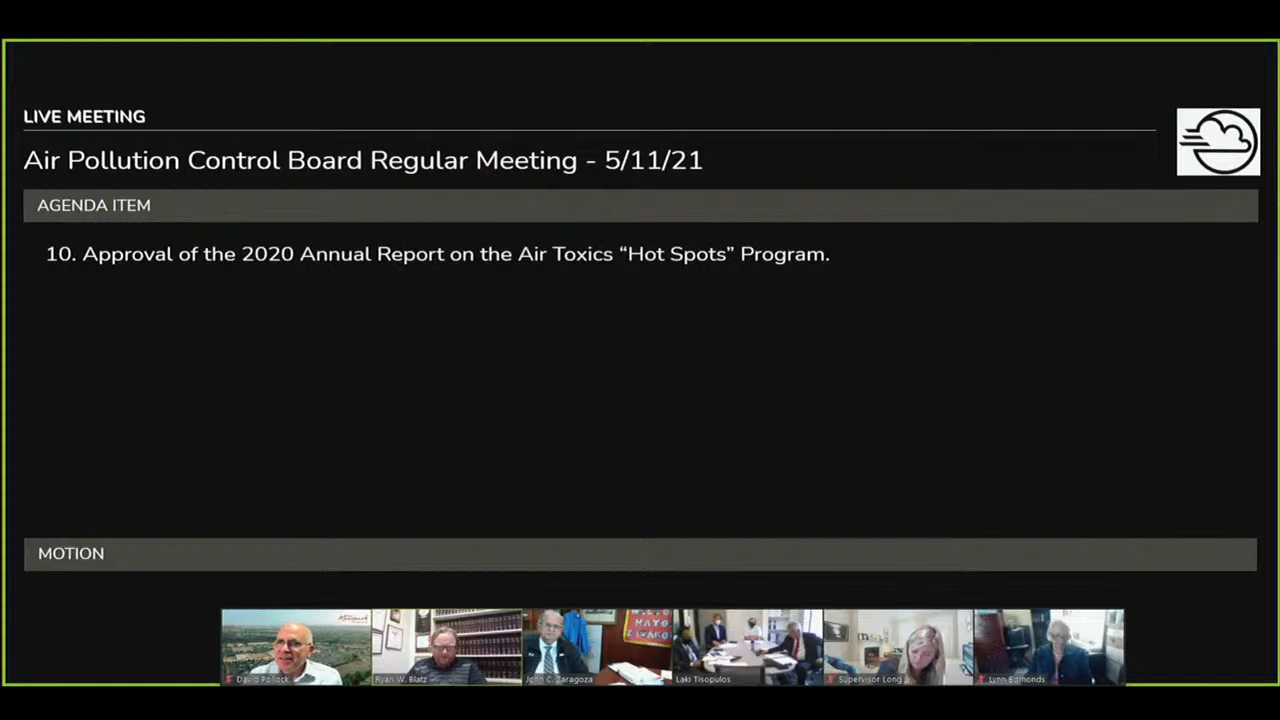 LIVE MEETING
Air Pollution Control Board Regular Meeting - 5/11/21
AGENDA ITEM
10. Approval of the 2020 Annual Report on the Air Toxics “Hot Spots” Program.
MOTION
David Pollock
Ryan W. Blatz
John C. Zaragoza
Laki Tisopulos
Supervisor Long
Lynn Edmonds